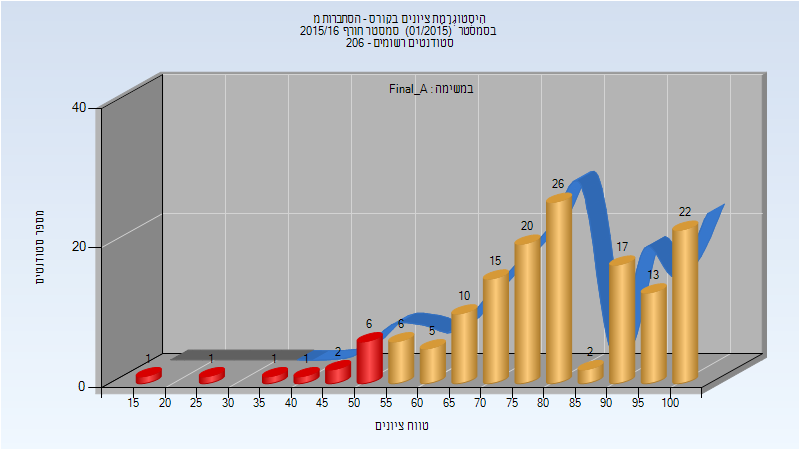 היסטוגרמת ציונים בקורס - הסתברות מ
בסמסטר (01/2015) סמסטר חורף 2015/16
סטודנטים רשומים - 206
במשימה : Final_A
מספר סטודנטים
40
20
0
1
1
1
1
2
6
6
5
10
15
20
26
2
17
13
22
15 20 25 30 35 40 45 50 55 60 65 70 75 80 85 90 95 100
טווח ציונים